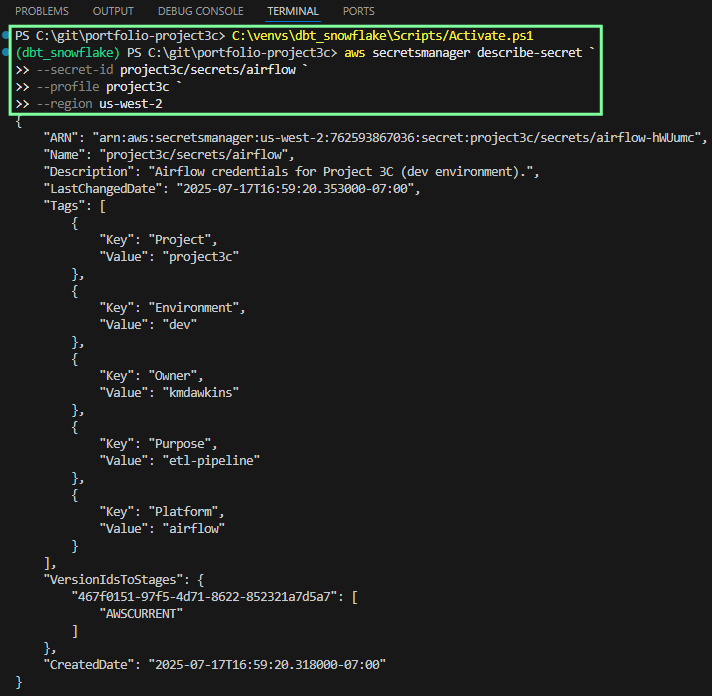 PROBLEMS OUTPUT DEBUG CONSOLE TERMINAL PORTS
PS C:\git\portfolio-project3c> C:\venvs\dbt_snowflake\Scripts/Activate.ps1
(dbt_snowflake) PS C:\git\portfolio-project3c> aws secretsmanager describe-secret `
>> --secret-id project3c/secrets/airflow `
>> --profile project3c `
>> --region us-west-2
{
    "ARN": "arn:aws:secretsmanager:us-west-2:762593867036:secret:project3c/secrets/airflow-hWUumc",
    "Name": "project3c/secrets/airflow",
    "Description": "Airflow credentials for Project 3C (dev environment).",
    "LastChangedDate": "2025-07-17T16:59:20.353000-07:00",
    "Tags": [
        {
            "Key": "Project",
            "Value": "project3c"
        },
        {
            "Key": "Environment",
            "Value": "dev"
        },
        {
            "Key": "Owner",
            "Value": "kmdawkins"
        },
        {
            "Key": "Purpose",
            "Value": "etl-pipeline"
        },
        {
            "Key": "Platform",
            "Value": "airflow"
        }
    ],
    "VersionIdsToStages": {
        "467f0151-97f5-4d71-8622-852321a7d5a7": [
            "AWSCURRENT"
        ]
    },
    "CreatedDate": "2025-07-17T16:59:20.318000-07:00"
}